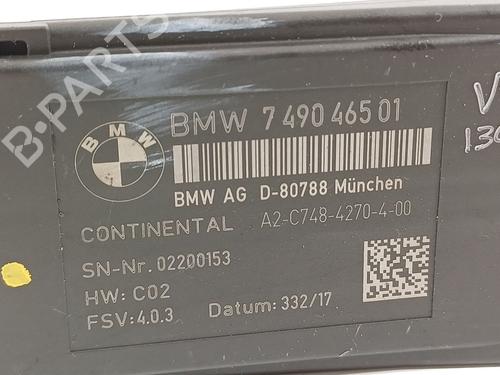 B-PARTS
BMW
BMW 7 490 465 01
BMW AG D-80788 München
CONTINENTAL A2-C748-4270-4-00
SN-Nr. 02200153
HW: C02
FSV:4.0.3
Datum: 332/17